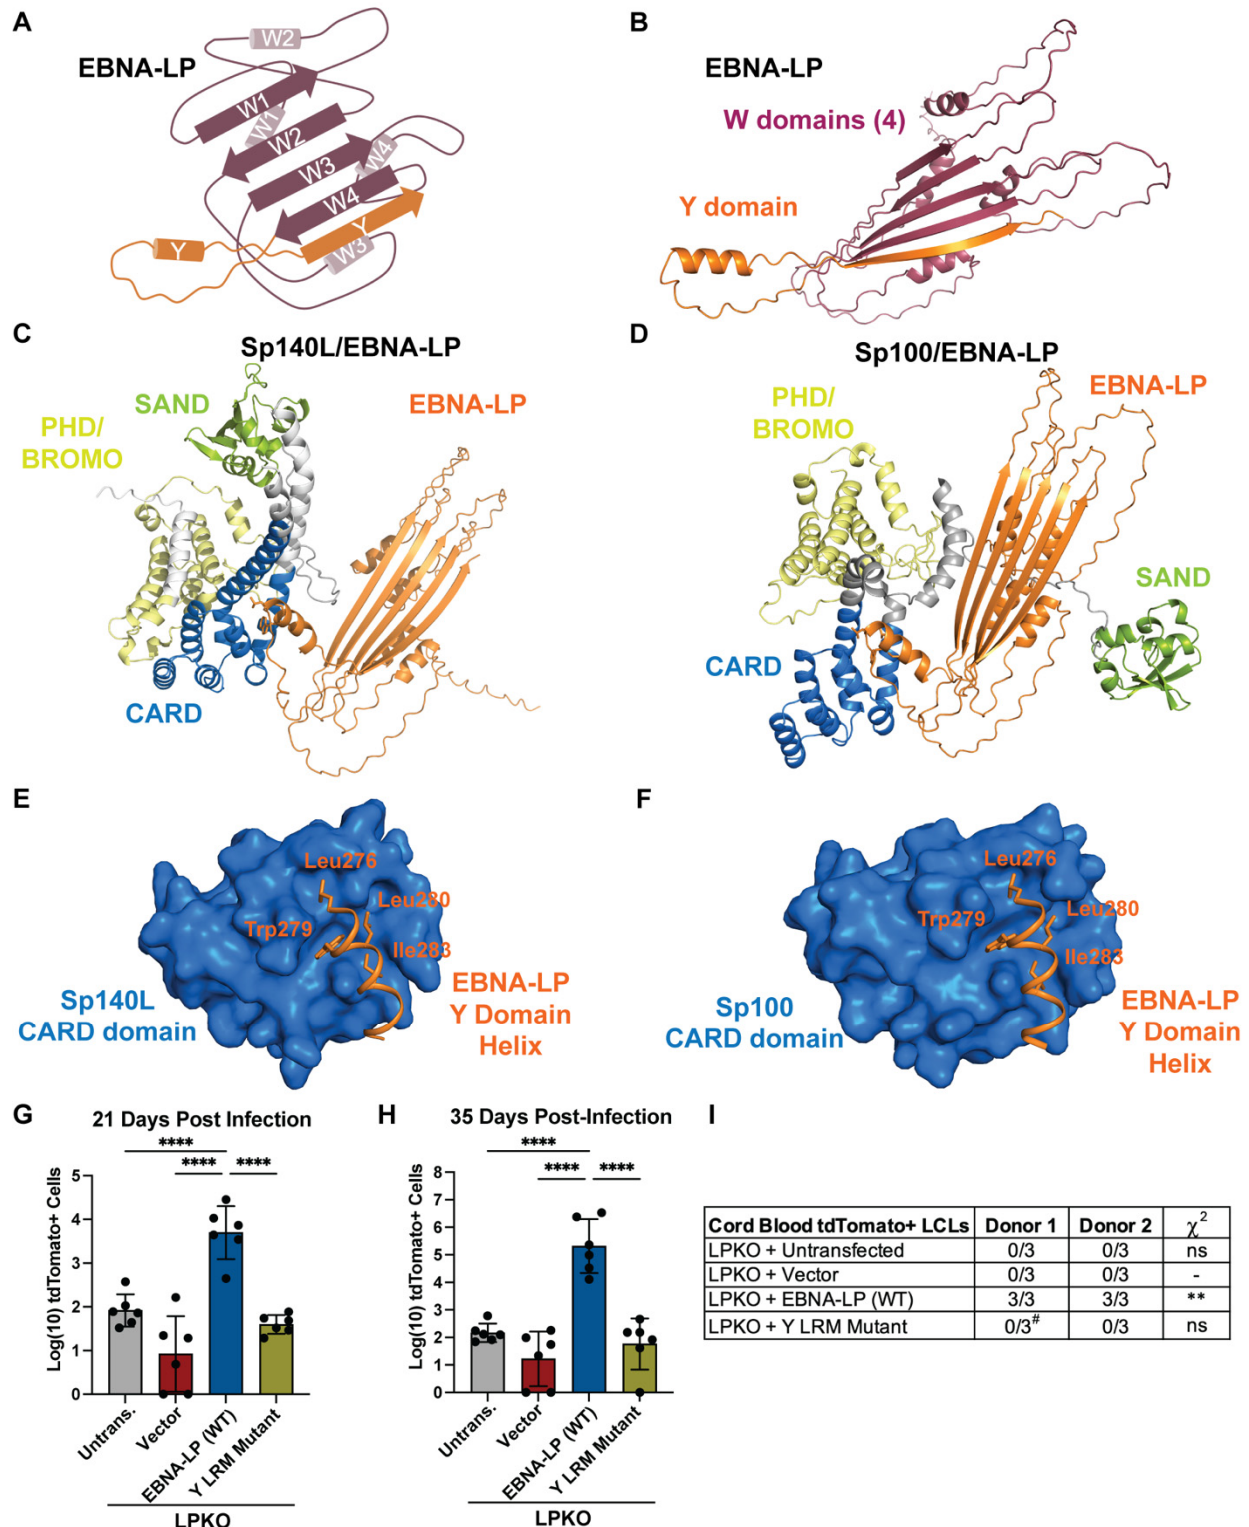 A
EBNA-LP
W2
W1
W1
W2
W3
W4
W4
Y
Y
W3
B
EBNA-LP
W domains (4)
Y domain
C
Sp140L/EBNA-LP
SAND
EBNA-LP
PHD/
BROMO
CARD
D
Sp100/EBNA-LP
EBNA-LP
PHD/
BROMO
SAND
CARD
E
Leu276
Leu280
Trp279
Ile283
Sp140L
CARD domain
EBNA-LP
Y Domain
Helix
F
Leu276
Leu280
Trp279
Ile283
Sp100
CARD domain
EBNA-LP
Y Domain
Helix
G
21 Days Post Infection
****
**** ****
Log(10) tdTomato+ Cells
5
4
3
2
1
0
Untrans.
Vector
EBNA-LP (WT)
Y LRM Mutant
LPKO
H
35 Days Post-Infection
****
**** ****
Log(10) tdTomato+ Cells
8
7
6
5
4
3
2
1
0
Untrans.
Vector
EBNA-LP (WT)
Y LRM Mutant
LPKO
I
Cord Blood tdTomato+ LCLs Donor 1 Donor 2 χ²
LPKO + Untransfected 0/3 0/3 ns
LPKO + Vector 0/3 0/3 -
LPKO + EBNA-LP (WT) 3/3 3/3 **
LPKO + Y LRM Mutant 0/3# 0/3 ns